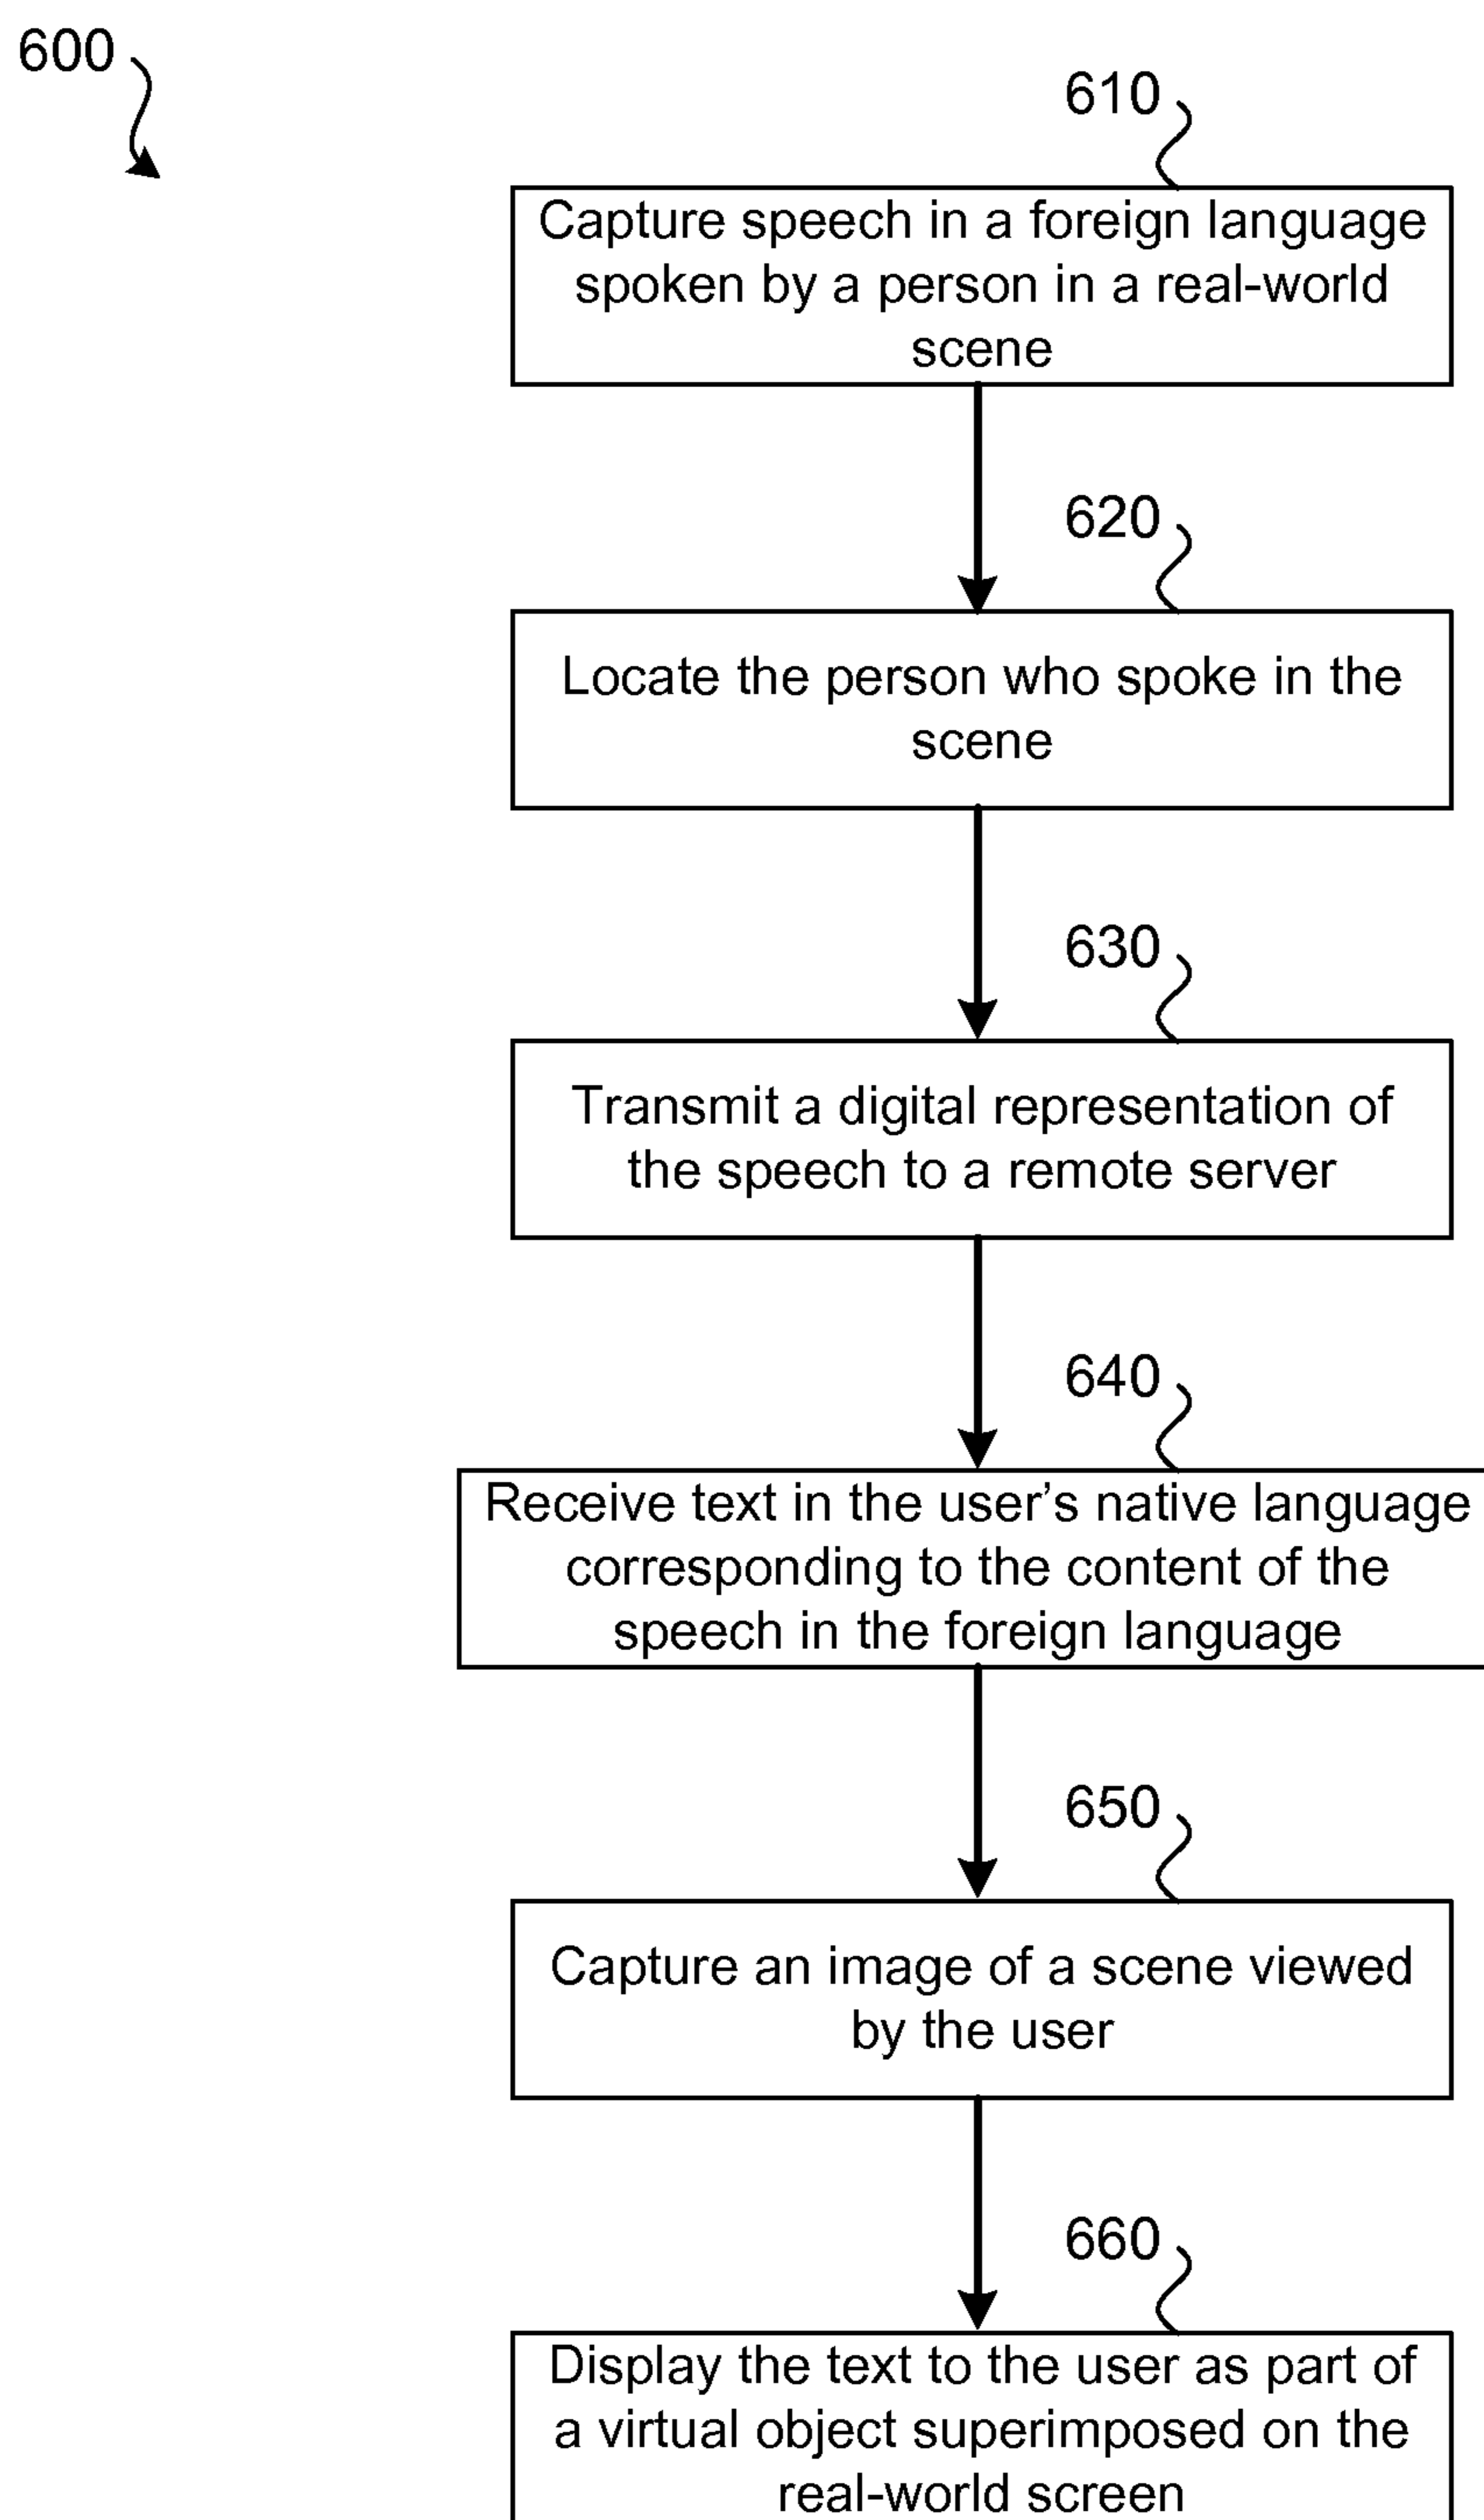 600
610
Capture speech in a foreign language
spoken by a person in a real-world
scene
620
Locate the person who spoke in the
scene
630
Transmit a digital representation of
the speech to a remote server
640
Receive text in the user’s native language
corresponding to the content of the
speech in the foreign language
650
Capture an image of a scene viewed
by the user
660
Display the text to the user as part of
a virtual object superimposed on the
real-world screen